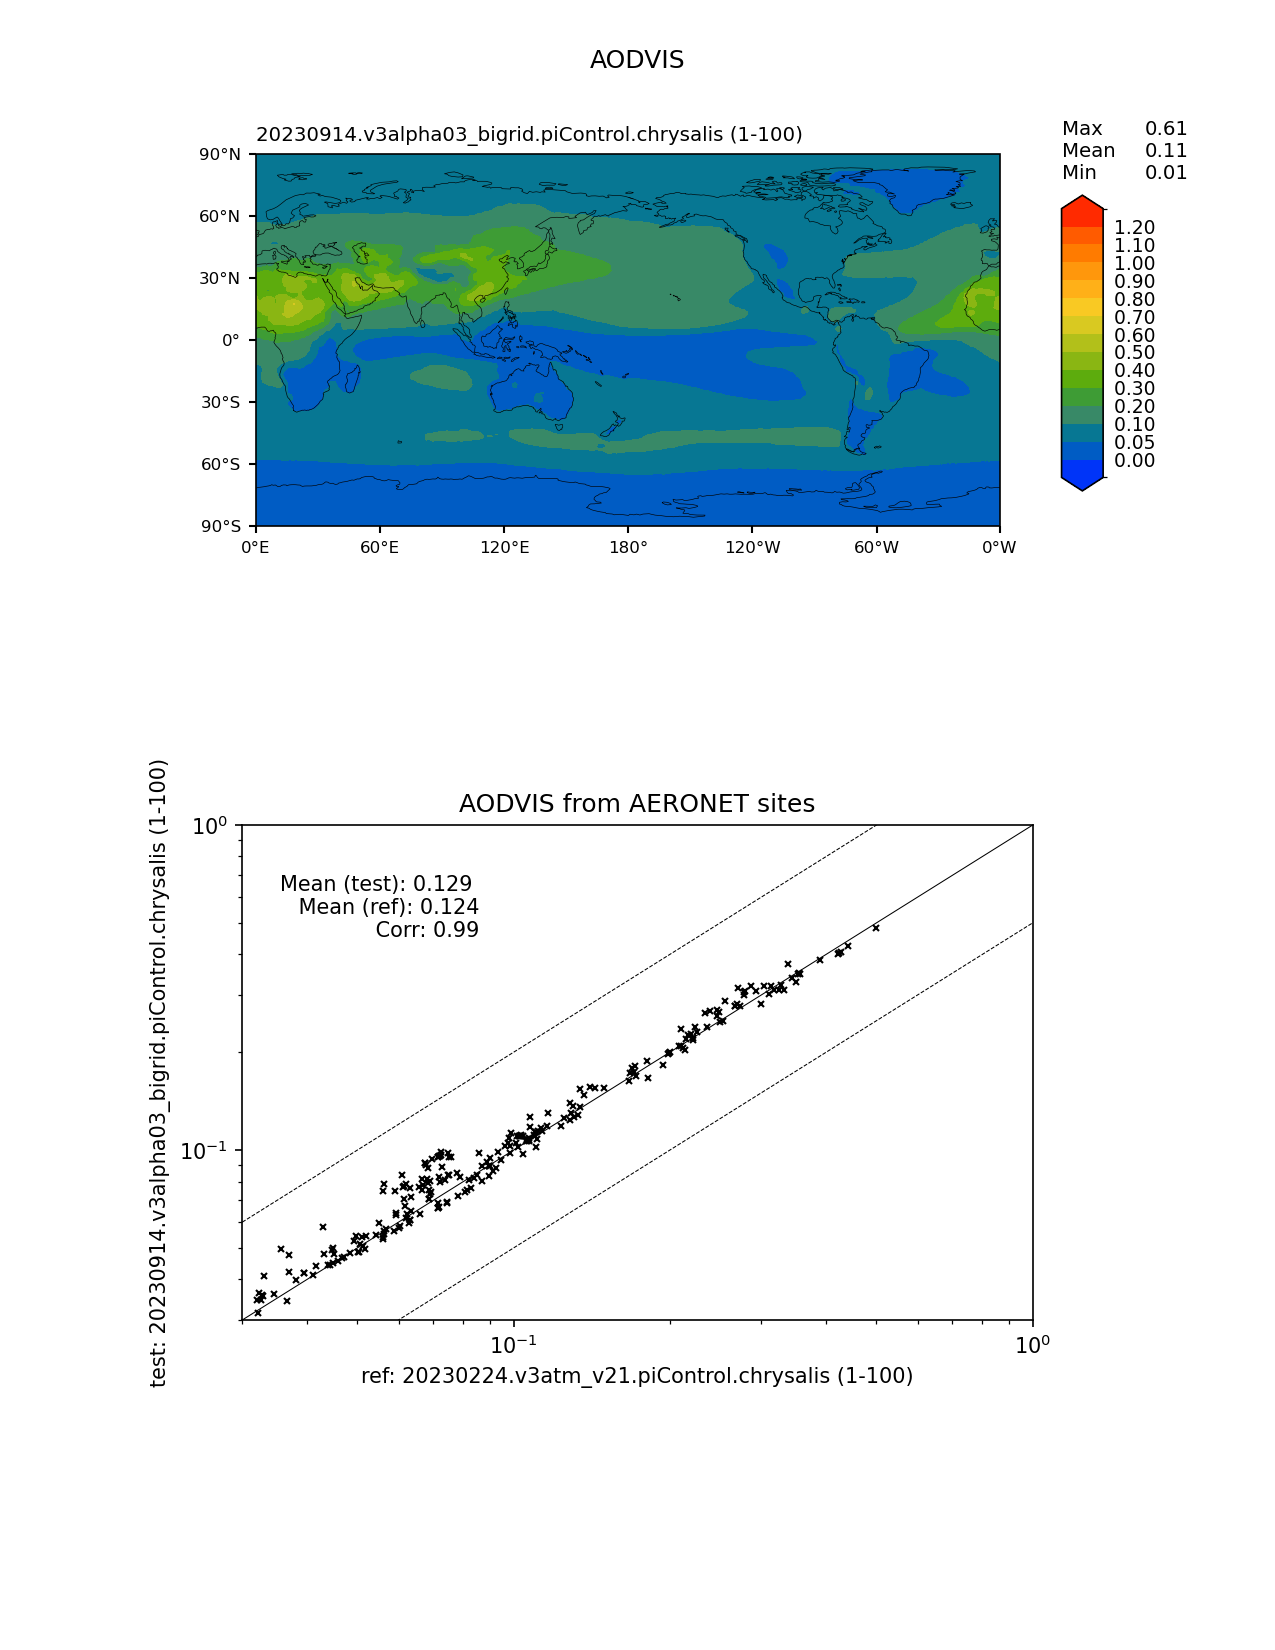 AODVIS
20230914.v3alpha03_bigrid.piControl.chrysalis (1-100)
Max 0.61
Mean 0.11
Min 0.01
90°N
60°N
30°N
0°
30°S
60°S
90°S
0°E 60°E 120°E 180° 120°W 60°W 0°W
1.20
1.10
1.00
0.90
0.80
0.70
0.60
0.50
0.40
0.30
0.20
0.10
0.05
0.00
AODVIS from AERONET sites
Mean (test): 0.129
Mean (ref): 0.124
Corr: 0.99
10⁰
10⁻¹
test: 20230914.v3alpha03_bigrid.piControl.chrysalis (1-100)
10⁻¹ 10⁰
ref: 20230224.v3atm_v21.piControl.chrysalis (1-100)